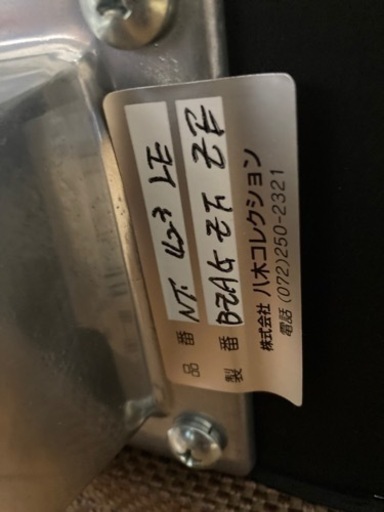 品番 NT. 423 LE
製番
株式会社 八木コレクション
電話 (072)250-2321